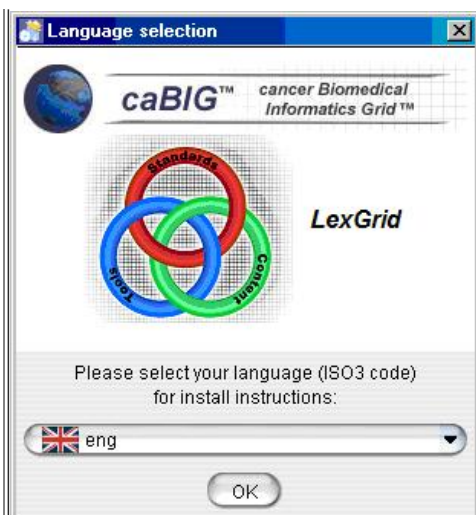 Language selection
caBIG™ cancer Biomedical
Informatics Grid™
Standards
LexGrid
Tools
Content
Please select your language (ISO3 code)
for install instructions:
eng
OK